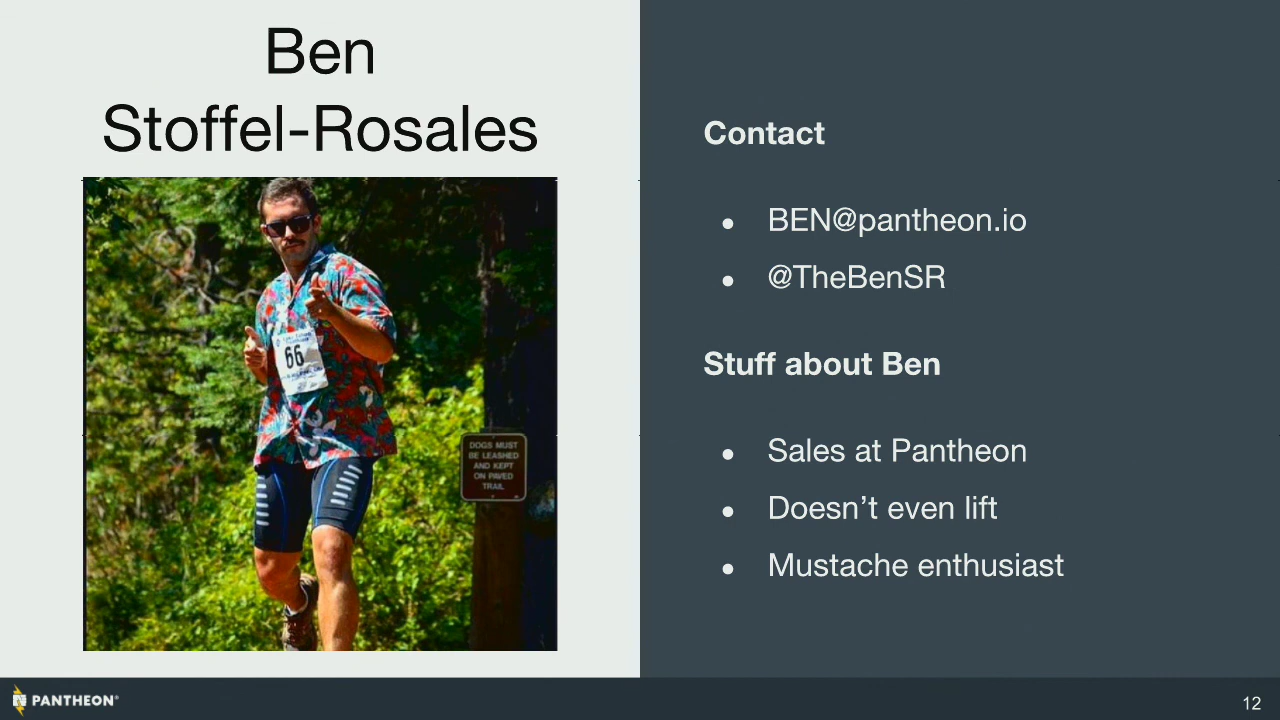 Ben
Stoffel-Rosales
66
DOGS MUST
BE LEASHED
AND KEPT
ON PAVED
TRAIL
Contact
BEN@pantheon.io
@TheBenSR
Stuff about Ben
Sales at Pantheon
Doesn’t even lift
Mustache enthusiast
PANTHEON
12